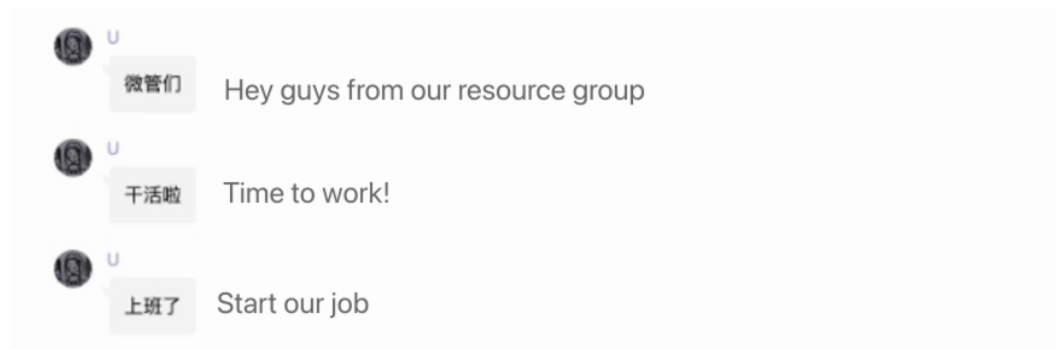 U
微管们
Hey guys from our resource group
U
干活啦
Time to work!
U
上班了
Start our job